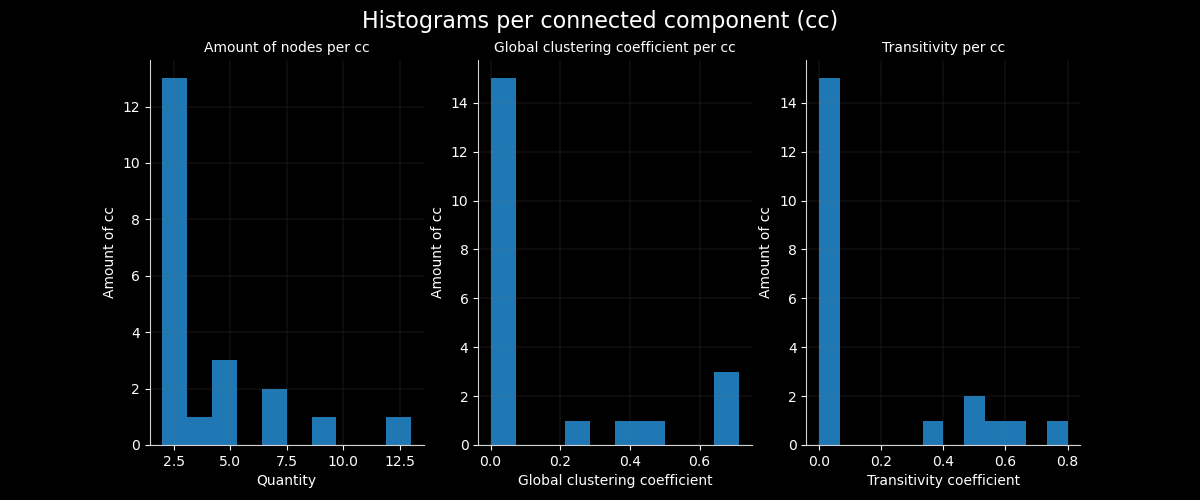 Histograms per connected component (cc)
Amount of nodes per cc
Amount of cc
12
10
8
6
4
2
0
2.5 5.0 7.5 10.0 12.5
Quantity
Global clustering coefficient per cc
Amount of cc
14
12
10
8
6
4
2
0
0.0 0.2 0.4 0.6
Global clustering coefficient
Transitivity per cc
Amount of cc
14
12
10
8
6
4
2
0
0.0 0.2 0.4 0.6 0.8
Transitivity coefficient